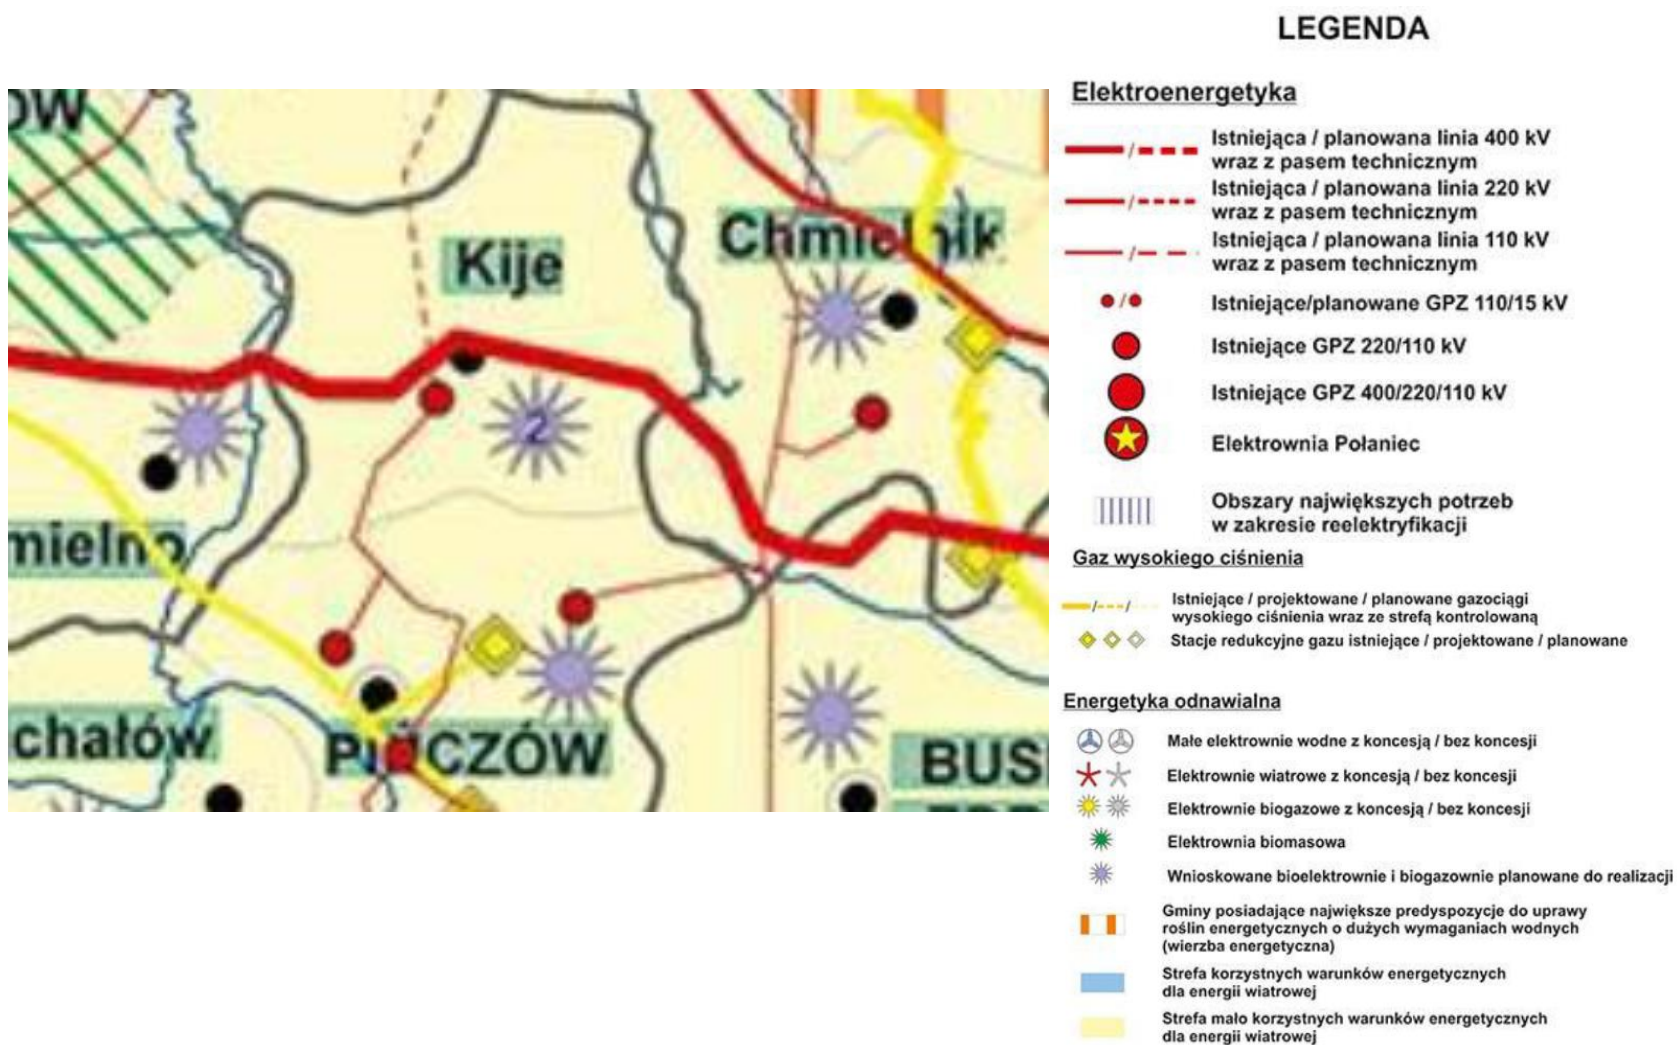 LEGENDA
Elektroenergetyka
Istniejąca / planowana linia 400 kV
wraz z pasem technicznym
Istniejąca / planowana linia 220 kV
wraz z pasem technicznym
Istniejąca / planowana linia 110 kV
wraz z pasem technicznym
Istniejące/planowane GPZ 110/15 kV
Istniejące GPZ 220/110 kV
Istniejące GPZ 400/220/110 kV
Elektrownia Połaniec
Obszary największych potrzeb
w zakresie reelektryfikacji
Gaz wysokiego ciśnienia
Istniejące / projektowane / planowane gazociągi
wysokiego ciśnienia wraz ze strefą kontrolowaną
Stacje redukcyjne gazu istniejące / projektowane / planowane
Energetyka odnawialna
Małe elektrownie wodne z koncesją / bez koncesji
Elektrownie wiatrowe z koncesją / bez koncesji
Elektrownie biogazowe z koncesją / bez koncesji
Elektrownia biomasowa
Wnioskowane bioelektrownie i biogazownie planowane do realizacji
Gminy posiadające największe predyspozycje do uprawy
roślin energetycznych o dużych wymaganiach wodnych
(wierzba energetyczna)
Strefa korzystnych warunków energetycznych
dla energii wiatrowej
Strefa mało korzystnych warunków energetycznych
dla energii wiatrowej
ÓW
Chmielnik
Kije
2
mielno
chałów
PIŃCZÓW
BUS